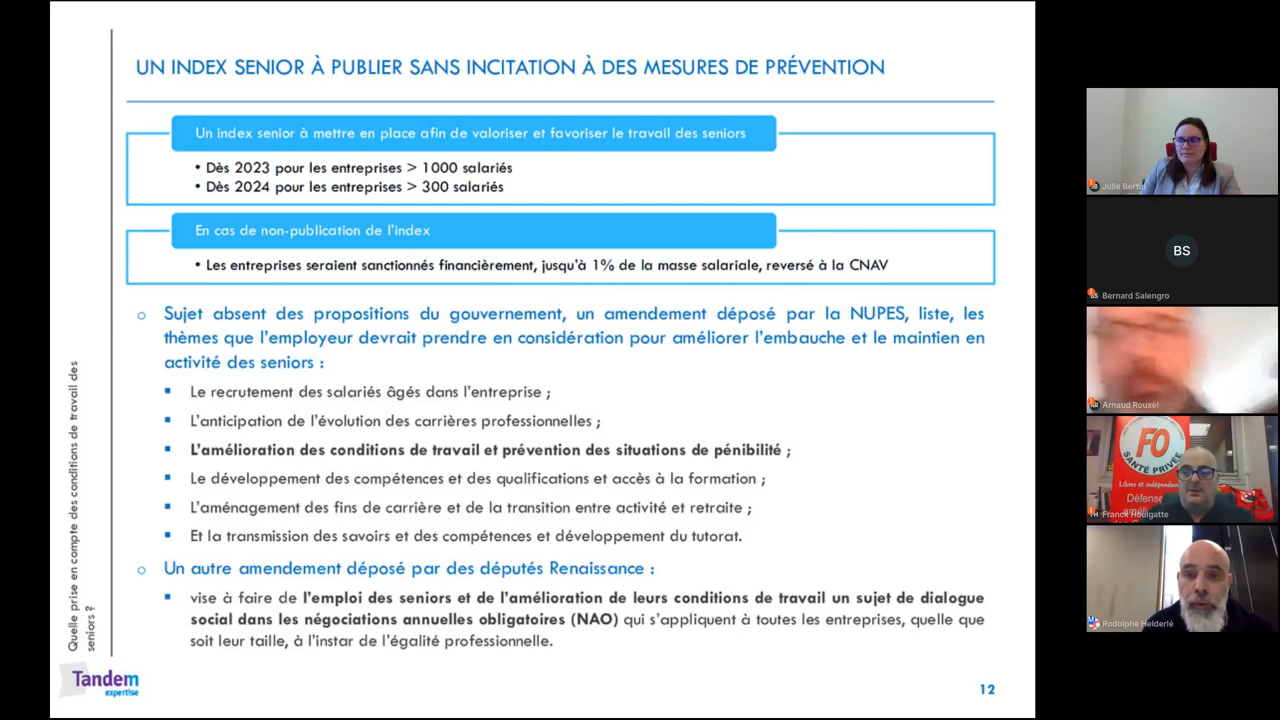 UN INDEX SENIOR À PUBLIER SANS INCITATION À DES MESURES DE PRÉVENTION
Un index senior à mettre en place afin de valoriser et favoriser le travail des seniors
• Dès 2023 pour les entreprises > 1000 salariés
• Dès 2024 pour les entreprises > 300 salariés
En cas de non-publication de l'index
• Les entreprises seraient sanctionnés financièrement, jusqu'à 1% de la masse salariale, reversé à la CNAV
o Sujet absent des propositions du gouvernement, un amendement déposé par la NUPES, liste, les
thèmes que l'employeur devrait prendre en considération pour améliorer l'embauche et le maintien en
activité des seniors :
▪ Le recrutement des salariés âgés dans l'entreprise ;
▪ L'anticipation de l'évolution des carrières professionnelles ;
▪ L'amélioration des conditions de travail et prévention des situations de pénibilité ;
▪ Le développement des compétences et des qualifications et accès à la formation ;
▪ L'aménagement des fins de carrière et de la transition entre activité et retraite ;
▪ Et la transmission des savoirs et des compétences et développement du tutorat.
o Un autre amendement déposé par des députés Renaissance :
▪ vise à faire de l'emploi des seniors et de l'amélioration de leurs conditions de travail un sujet de dialogue
social dans les négociations annuelles obligatoires (NAO) qui s'appliquent à toutes les entreprises, quelle que
soit leur taille, à l'instar de l'égalité professionnelle.
Quelle prise en compte des conditions de travail des
seniors ?
Tandem
expertise
12
Julie Bertin
BS
Bernard Salengro
Arnaud Rouxel
FO
SANTÉ PRIVÉE
Libres et indépendan
Défense
Franck Houlgatte
Rodolphe Helderlé